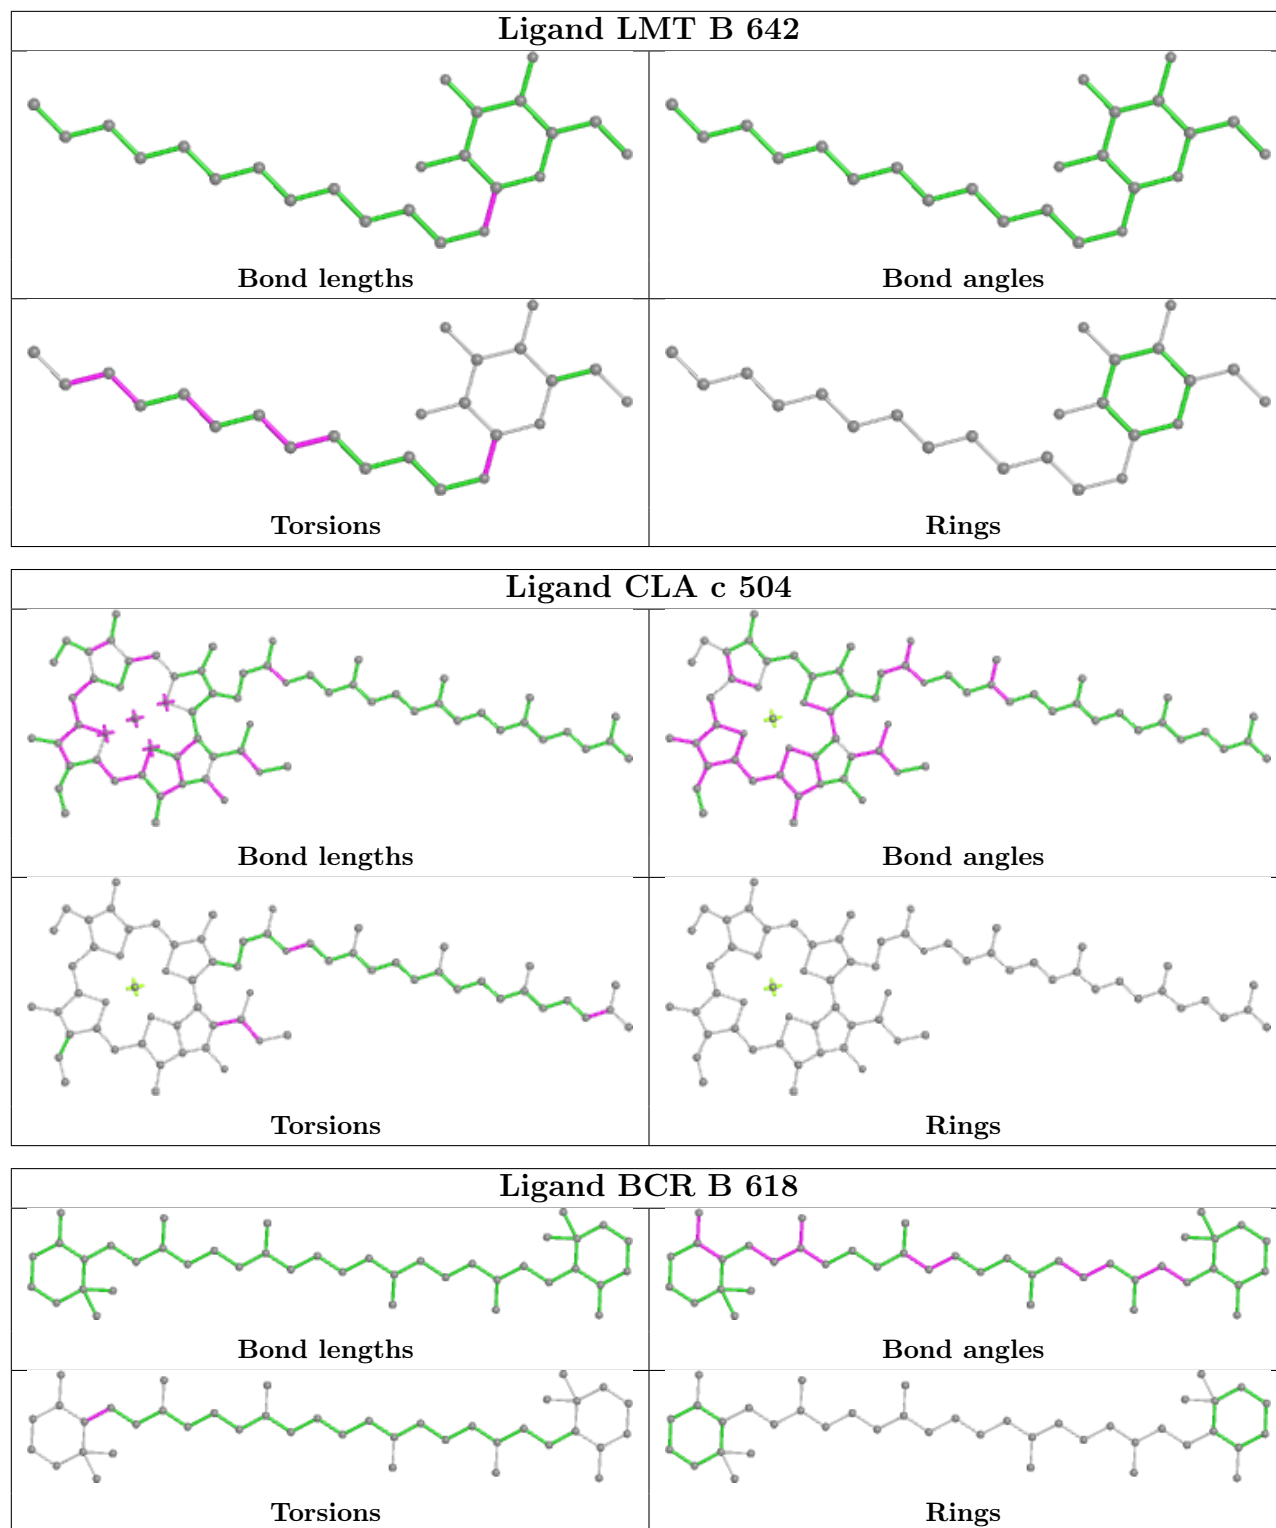 Ligand LMT B 642
Bond lengths
Bond angles
Torsions
Rings
Ligand CLA c 504
Bond lengths
Bond angles
Torsions
Rings
Ligand BCR B 618
Bond lengths
Bond angles
Torsions
Rings